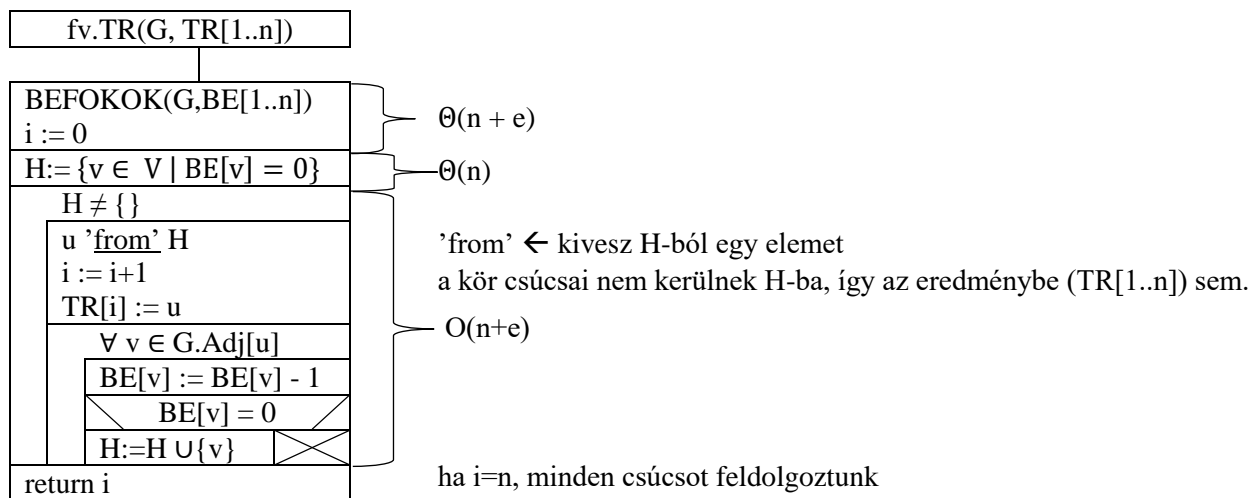 fv.TR(G, TR[1..n])
BEFOKOK(G,BE[1..n])
i := 0
Θ(n + e)
H:= {v ∈ V | BE[v] = 0}
Θ(n)
H ≠ {}
u ’from’ H
’from’ ← kivesz H-ból egy elemet
i := i+1
a kör csúcsai nem kerülnek H-ba, így az eredménybe (TR[1..n]) sem.
TR[i] := u
O(n+e)
∀ v ∈ G.Adj[u]
BE[v] := BE[v] - 1
BE[v] = 0
H:=H ∪{v}
return i
ha i=n, minden csúcsot feldolgoztunk